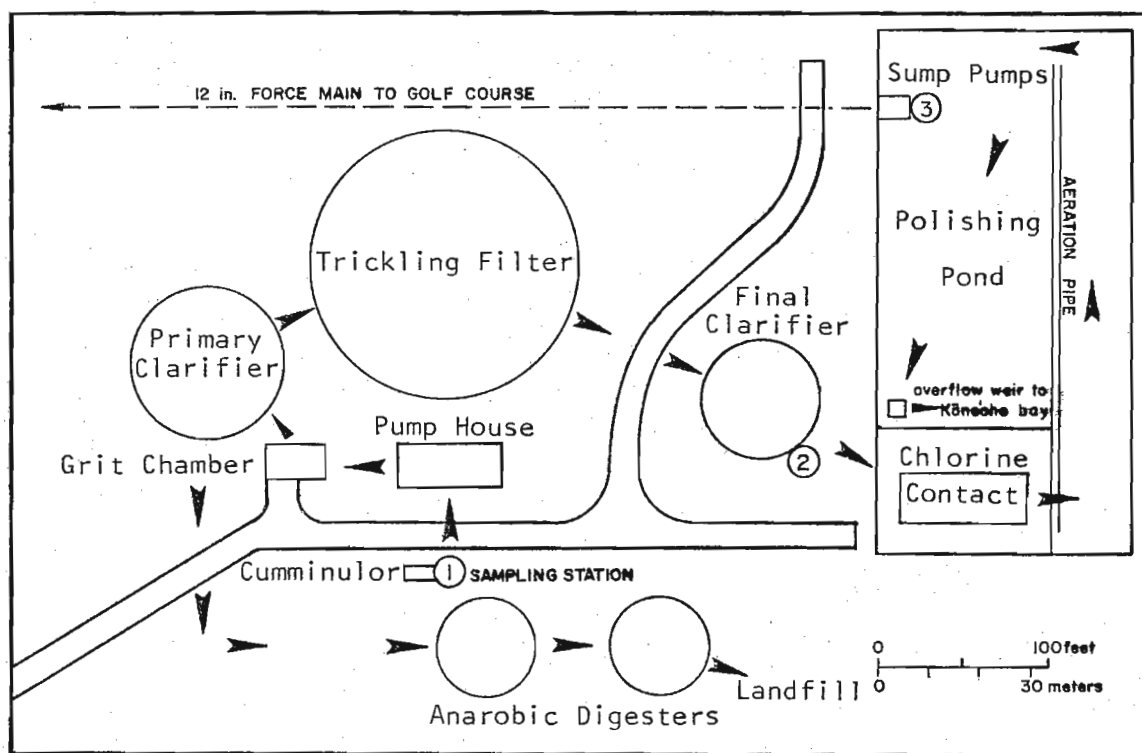 12 in. FORCE MAIN TO GOLF COURSE
Sump Pumps
3
Trickling Filter
Polishing
Pond
AERATION PIPE
Final
Clarifier
Primary
Clarifier
overflow weir to
Kāneohe bay
Pump House
Grit Chamber
2
Chlorine
Contact
Cumminulor
1
SAMPLING STATION
0 100 feet
0 30 meters
Landfill
Anarobic Digesters